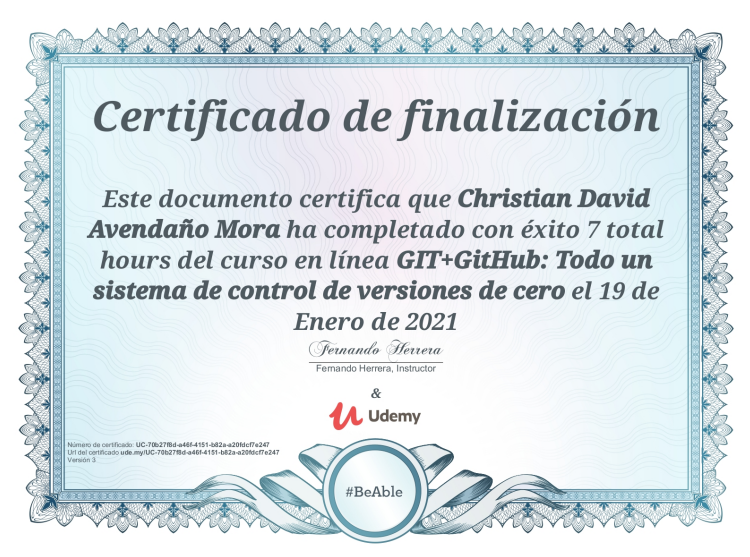 Certificado de finalización
Este documento certifica que Christian David
Avendaño Mora ha completado con éxito 7 total
hours del curso en línea GIT+GitHub: Todo un
sistema de control de versiones de cero el 19 de
Enero de 2021
Fernando Herrera
Fernando Herrera, Instructor
&
Udemy
Número de certificado: UC-70b27f8d-a46f-4151-b82a-a20fdcf7e247
Url del certificado ude.my/UC-70b27f8d-a46f-4151-b82a-a20fdcf7e247
Versión 3
#BeAble